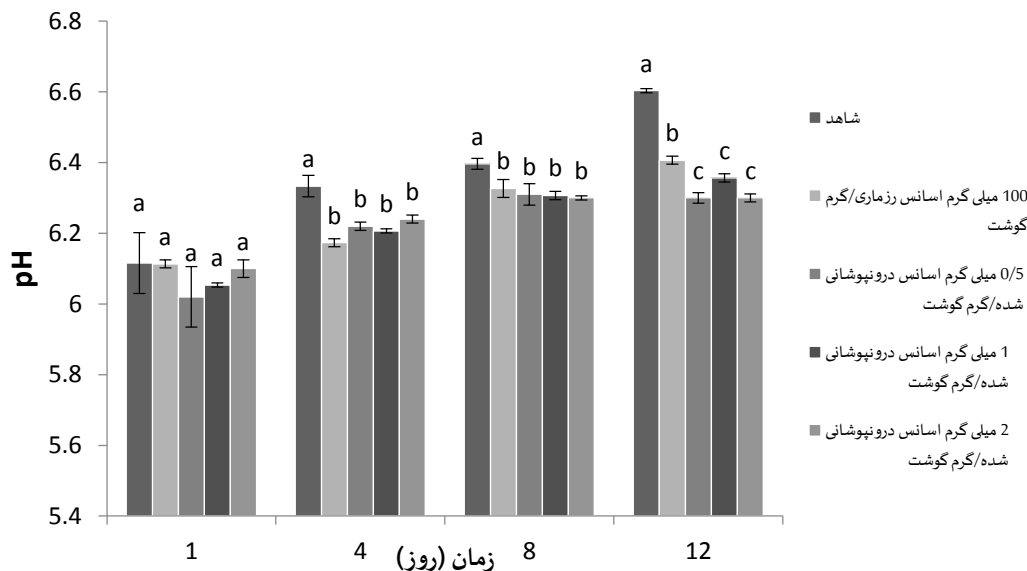 6.8
6.6
6.4
6.2
6
5.8
5.6
5.4
pH
a
a
a
a
a
a
b
b
b
b
a
b
b
b
b
a
b
c
c
c
1
4
8
12
زمان (روز)
شاهد
100 میلی گرم اسانس رزماری/گرم
گوشت
0/5 میلی گرم اسانس درونپوشانی
شده/گرم گوشت
1 میلی گرم اسانس درونپوشانی
شده/گرم گوشت
2 میلی گرم اسانس درونپوشانی
شده/گرم گوشت